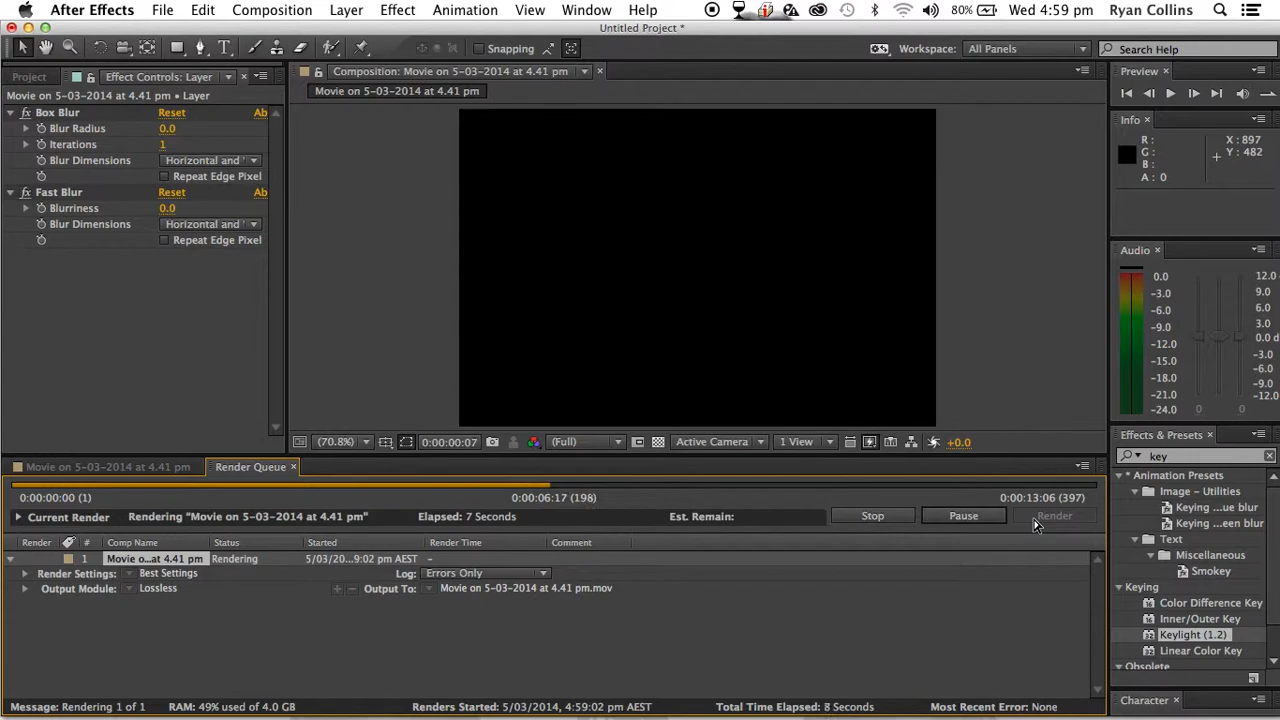 After Effects File Edit Composition Layer Effect Animation View Window Help 80% Wed 4:59 pm Ryan Collins
Untitled Project *
Snapping Workspace: All Panels Search Help
Project Effect Controls: Layer
Movie on 5-03-2014 at 4.41 pm • Layer
Box Blur Reset Ab
Blur Radius 0.0
Iterations 1
Blur Dimensions Horizontal and '
Repeat Edge Pixel
Fast Blur Reset Ab
Blurriness 0.0
Blur Dimensions Horizontal and '
Repeat Edge Pixel
Composition: Movie on 5-03-2014 at 4.41 pm
Movie on 5-03-2014 at 4.41 pm
(70.8%) 0:00:00:07 (Full) Active Camera 1 View +0.0
Preview
Info
R: X: 897
G: Y: 482
B:
A: 0
Audio
0.0 12.0
-3.0 9.0
-6.0 6.0
-9.0 3.0
-12.0 0.0 d
-15.0 -3.0
-18.0 -6.0
-21.0 -9.0
-24.0 0 0 -12.0
Effects & Presets
key
* Animation Presets
Image - Utilities
Keying ...ue blur
Keying ...een blur
Text
Miscellaneous
Smokey
Keying
Color Difference Key
Inner/Outer Key
Keylight (1.2)
Linear Color Key
Obsolete
Character
Movie on 5-03-2014 at 4.41 pm Render Queue
0:00:00:00 (1) 0:00:06:17 (198) 0:00:13:06 (397)
Current Render Rendering "Movie on 5-03-2014 at 4.41 pm" Elapsed: 7 Seconds Est. Remain: Stop Pause Render
Render # Comp Name Status Started Render Time Comment
1 Movie o...at 4.41 pm Rendering 5/03/20...9:02 pm AEST -
Render Settings: Best Settings Log: Errors Only
Output Module: Lossless Output To: Movie on 5-03-2014 at 4.41 pm.mov
Message: Rendering 1 of 1 RAM: 49% used of 4.0 GB Renders Started: 5/03/2014, 4:59:02 pm AEST Total Time Elapsed: 8 Seconds Most Recent Error: None